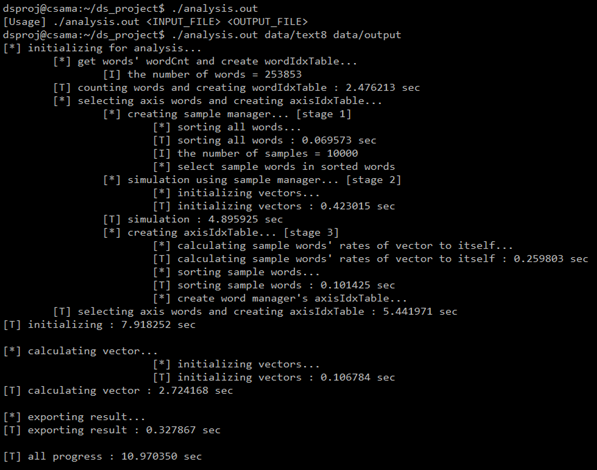 dsproj@csama:~/ds_project$ ./analysis.out
[Usage] ./analysis.out <INPUT_FILE> <OUTPUT_FILE>
dsproj@csama:~/ds_project$ ./analysis.out data/text8 data/output
[*] initializing for analysis...
[*] get words' wordCnt and create wordIdxTable...
[I] the number of words = 253853
[T] counting words and creating wordIdxTable : 2.476213 sec
[*] selecting axis words and creating axisIdxTable...
[*] creating sample manager... [stage 1]
[*] sorting all words...
[T] sorting all words : 0.069573 sec
[I] the number of samples = 10000
[*] select sample words in sorted words
[*] simulation using sample manager... [stage 2]
[*] initializing vectors...
[T] initializing vectors : 0.423015 sec
[T] simulation : 4.895925 sec
[*] creating axisIdxTable... [stage 3]
[*] calculating sample words' rates of vector to itself...
[T] calculating sample words' rates of vector to itself : 0.259803 sec
[*] sorting sample words...
[T] sorting sample words : 0.101425 sec
[*] create word manager's axisIdxTable...
[T] selecting axis words and creating axisIdxTable : 5.441971 sec
[T] initializing : 7.918252 sec
[*] calculating vector...
[*] initializing vectors...
[T] initializing vectors : 0.106784 sec
[T] calculating vector : 2.724168 sec
[*] exporting result...
[T] exporting result : 0.327867 sec
[T] all progress : 10.970350 sec